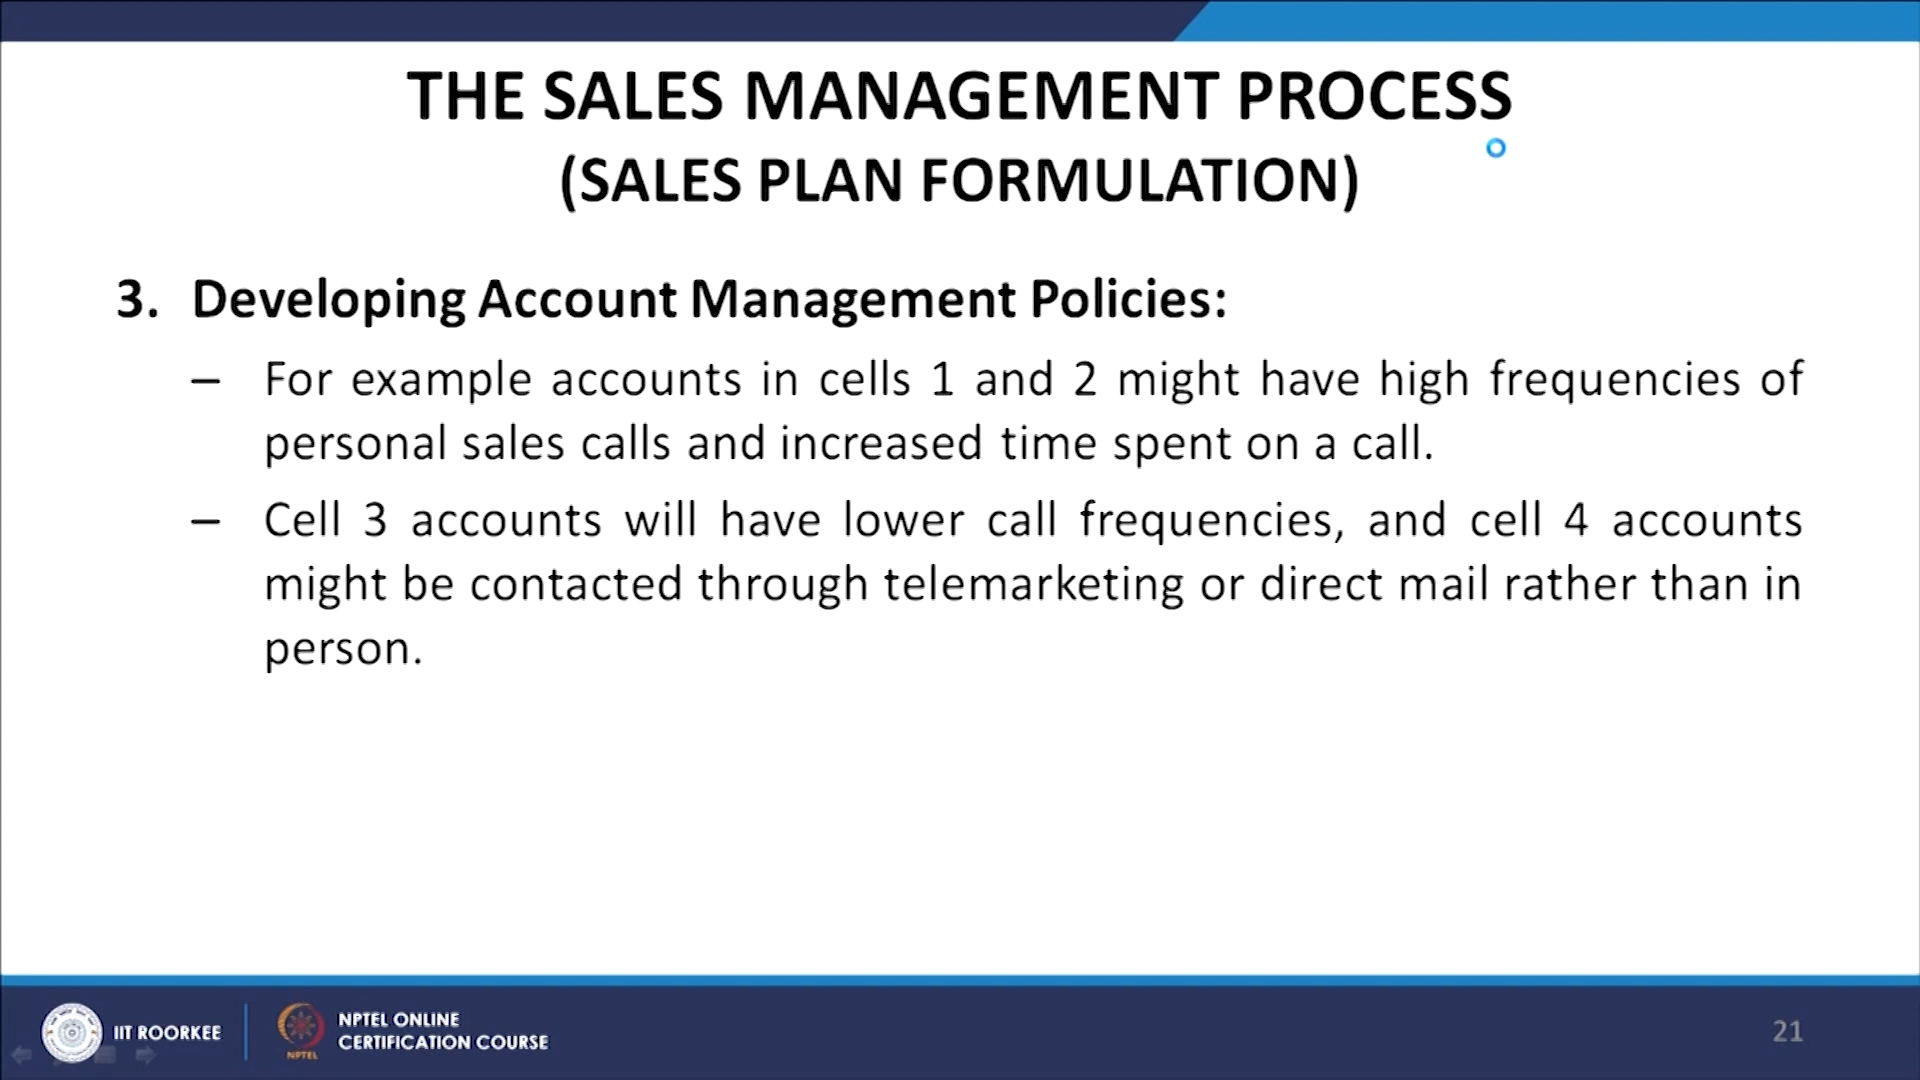 THE SALES MANAGEMENT PROCESS
(SALES PLAN FORMULATION)
3. Developing Account Management Policies:
– For example accounts in cells 1 and 2 might have high frequencies of
personal sales calls and increased time spent on a call.
– Cell 3 accounts will have lower call frequencies, and cell 4 accounts
might be contacted through telemarketing or direct mail rather than in
person.
IIT ROORKEE
NPTEL
NPTEL ONLINE
CERTIFICATION COURSE
21